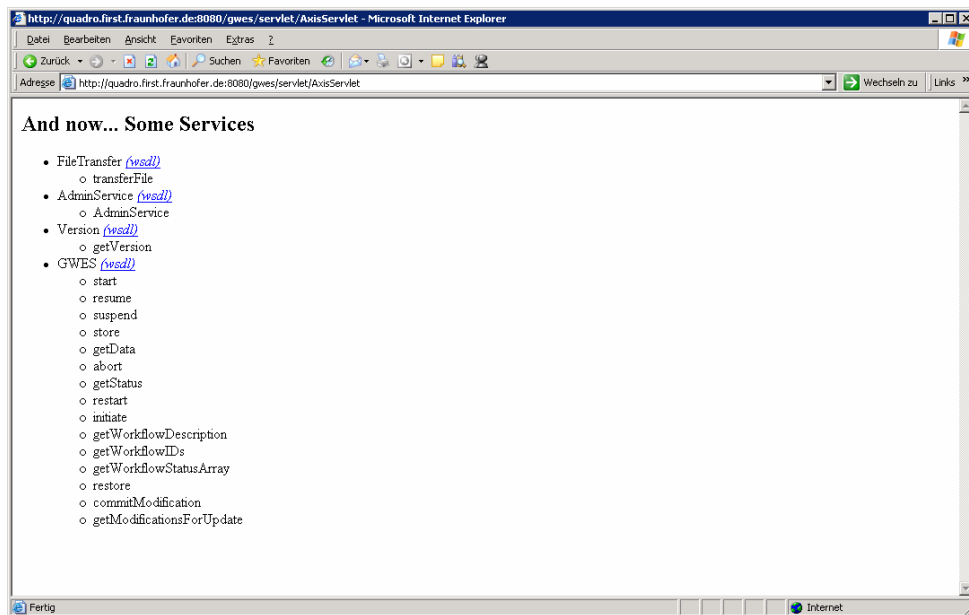 http://quadro.first.fraunhofer.de:8080/gwes/servlet/AxisServlet - Microsoft Internet Explorer
Datei Bearbeiten Ansicht Favoriten Extras ?
Zurück Suchen Favoriten
Adresse http://quadro.first.fraunhofer.de:8080/gwes/servlet/AxisServlet Wechseln zu Links »
And now... Some Services
• FileTransfer (wsdl)
○ transferFile
• AdminService (wsdl)
○ AdminService
• Version (wsdl)
○ getVersion
• GWES (wsdl)
○ start
○ resume
○ suspend
○ store
○ getData
○ abort
○ getStatus
○ restart
○ initiate
○ getWorkflowDescription
○ getWorkflowIDs
○ getWorkflowStatusArray
○ restore
○ commitModification
○ getModificationsForUpdate
Fertig Internet